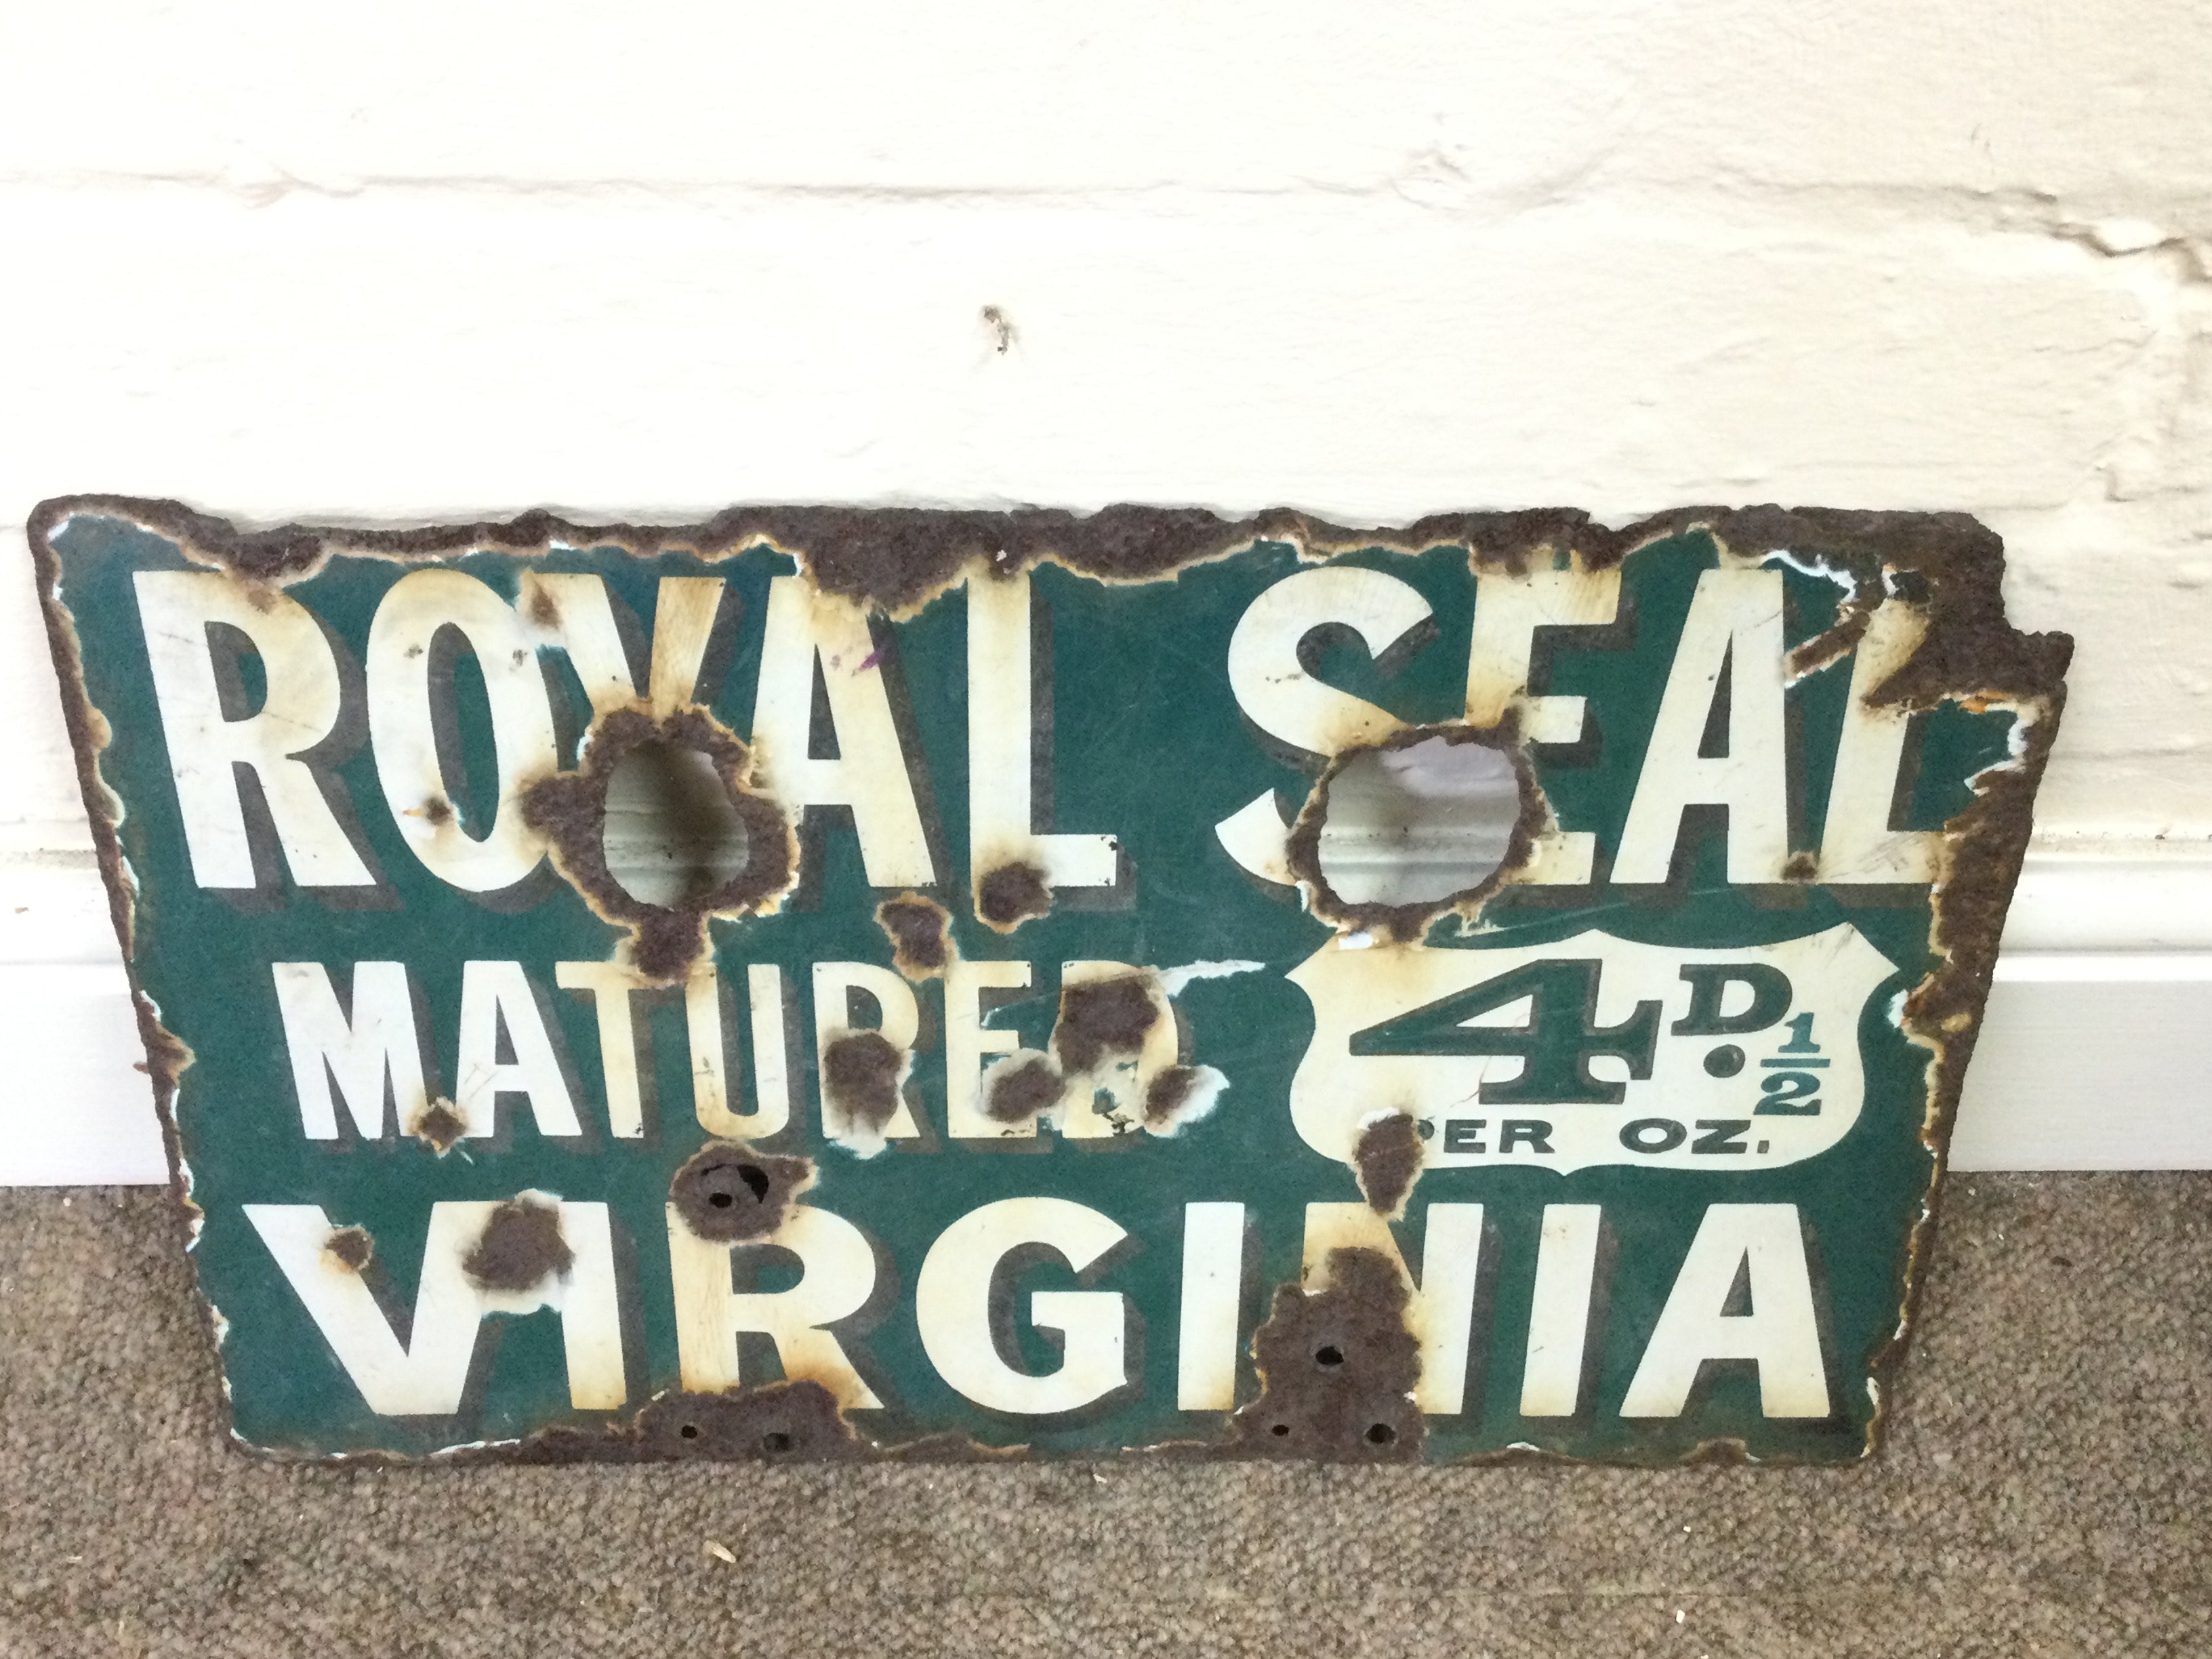 ROYAL SEAL
MATURED
4D. 1/2
PER OZ.
VIRGINIA